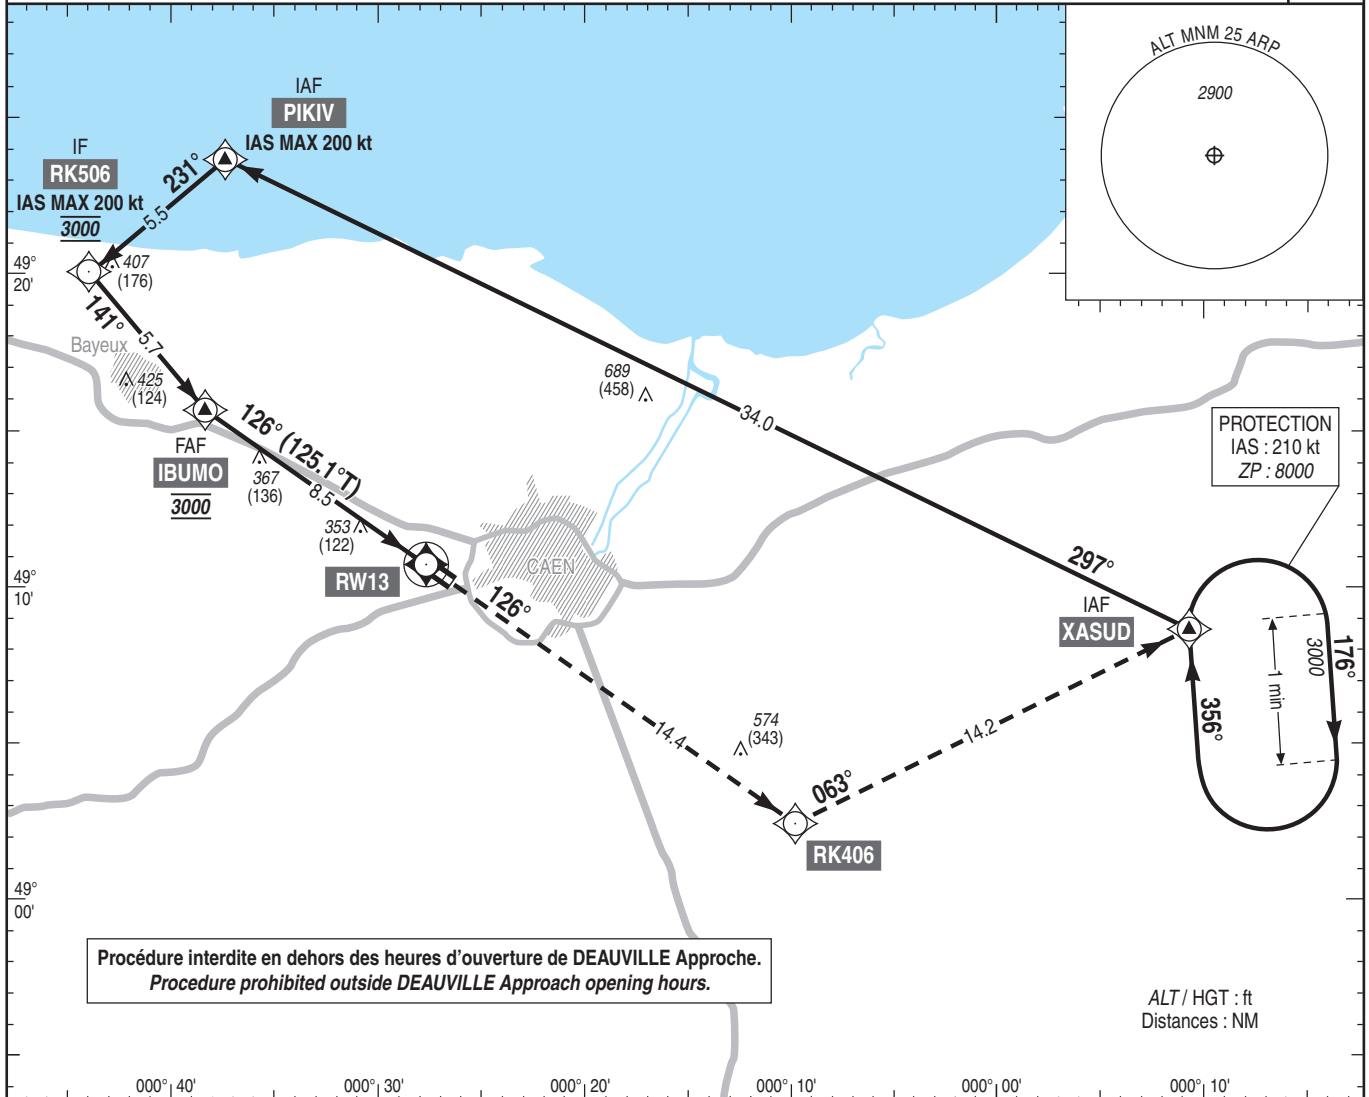 ALT MNM 25 ARP
2900
IAF
PIKIV
IAS MAX 200 kt
IF
RK506
IAS MAX 200 kt
3000
231°
5.5
49°
20'
407
(176)
141°
5.7
Bayeux
425
(124)
689
(458)
34.0
PROTECTION
IAS : 210 kt
ZP : 8000
FAF
IBUMO
3000
126° (125.1°T)
8.5
367
(136)
353
(122)
RW13
CAEN
126°
297°
49°
10'
IAF
XASUD
176°
3000
1 min
356°
574
(343)
14.4
14.2
063°
RK406
49°
00'
Procédure interdite en dehors des heures d'ouverture de DEAUVILLE Approche.
Procedure prohibited outside DEAUVILLE Approach opening hours.
ALT / HGT : ft
Distances : NM
000° 40'
000° 30'
000° 20'
000° 10'
000° 00'
000° 10'